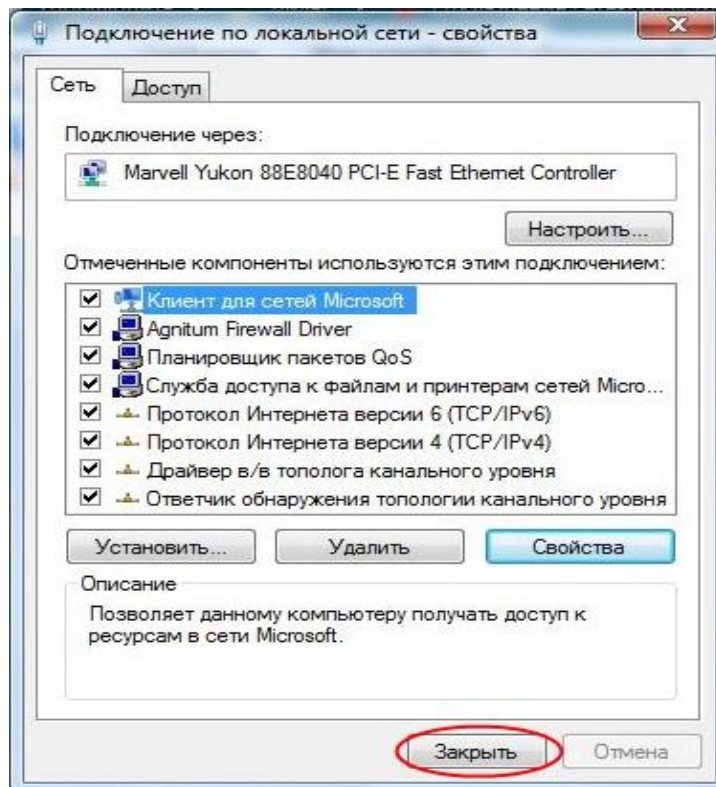 Подключение по локальной сети - свойства
Сеть
Доступ
Подключение через:
Marvell Yukon 88E8040 PCI-E Fast Ethernet Controller
Настроить...
Отмеченные компоненты используются этим подключением:
Клиент для сетей Microsoft
Agnitum Firewall Driver
Планировщик пакетов QoS
Служба доступа к файлам и принтерам сетей Micro...
Протокол Интернета версии 6 (TCP/IPv6)
Протокол Интернета версии 4 (TCP/IPv4)
Драйвер в/в тополога канального уровня
Ответчик обнаружения топологии канального уровня
Установить...
Удалить
Свойства
Описание
Позволяет данному компьютеру получать доступ к
ресурсам в сети Microsoft.
Закрыть
Отмена